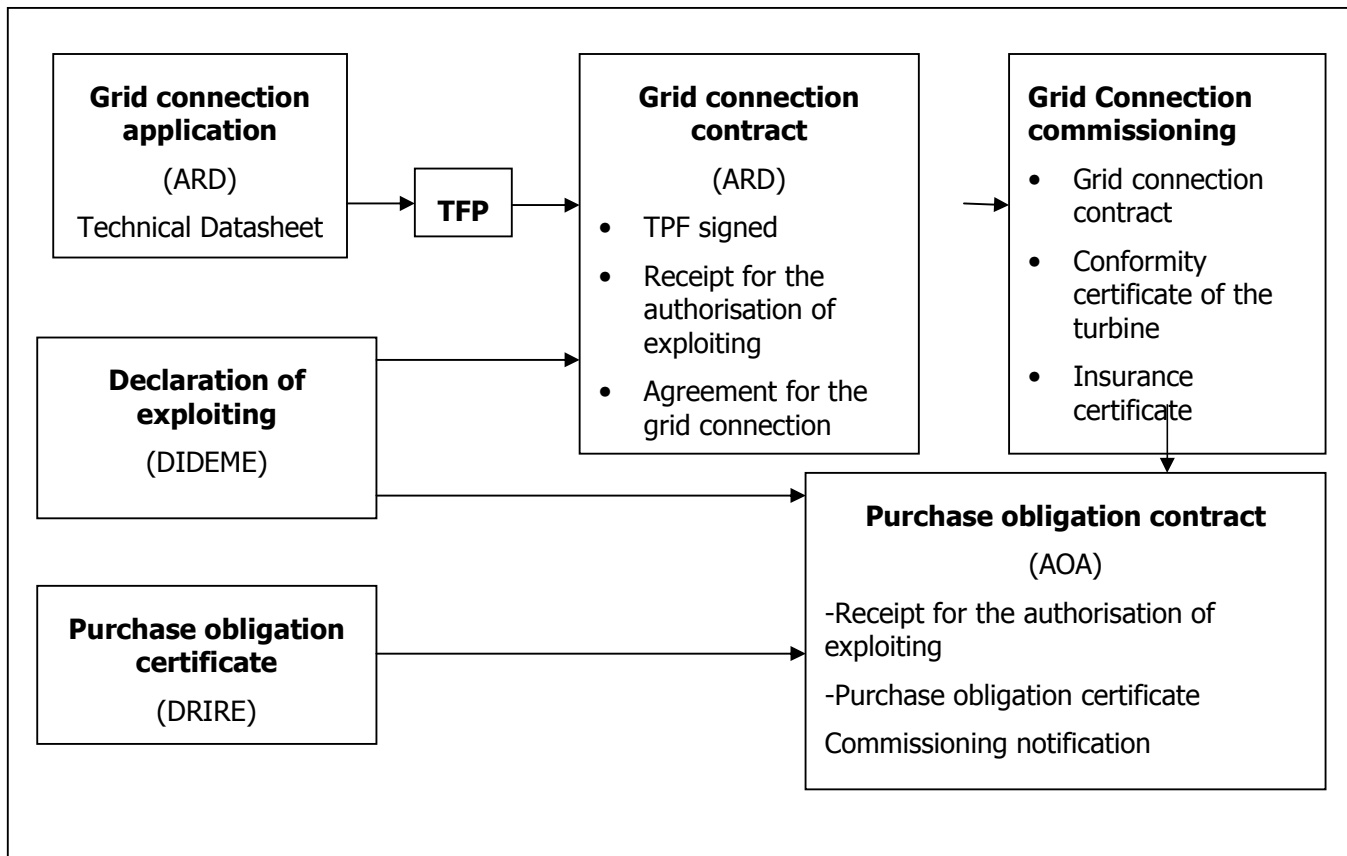 Grid connection
application
(ARD)
Technical Datasheet
TFP
Grid connection
contract
(ARD)
• TPF signed
• Receipt for the
authorisation of
exploiting
• Agreement for the
grid connection
Grid Connection
commissioning
• Grid connection
contract
• Conformity
certificate of the
turbine
• Insurance
certificate
Declaration of
exploiting
(DIDEME)
Purchase obligation
certificate
(DRIRE)
Purchase obligation contract
(AOA)
-Receipt for the authorisation of
exploiting
-Purchase obligation certificate
Commissioning notification